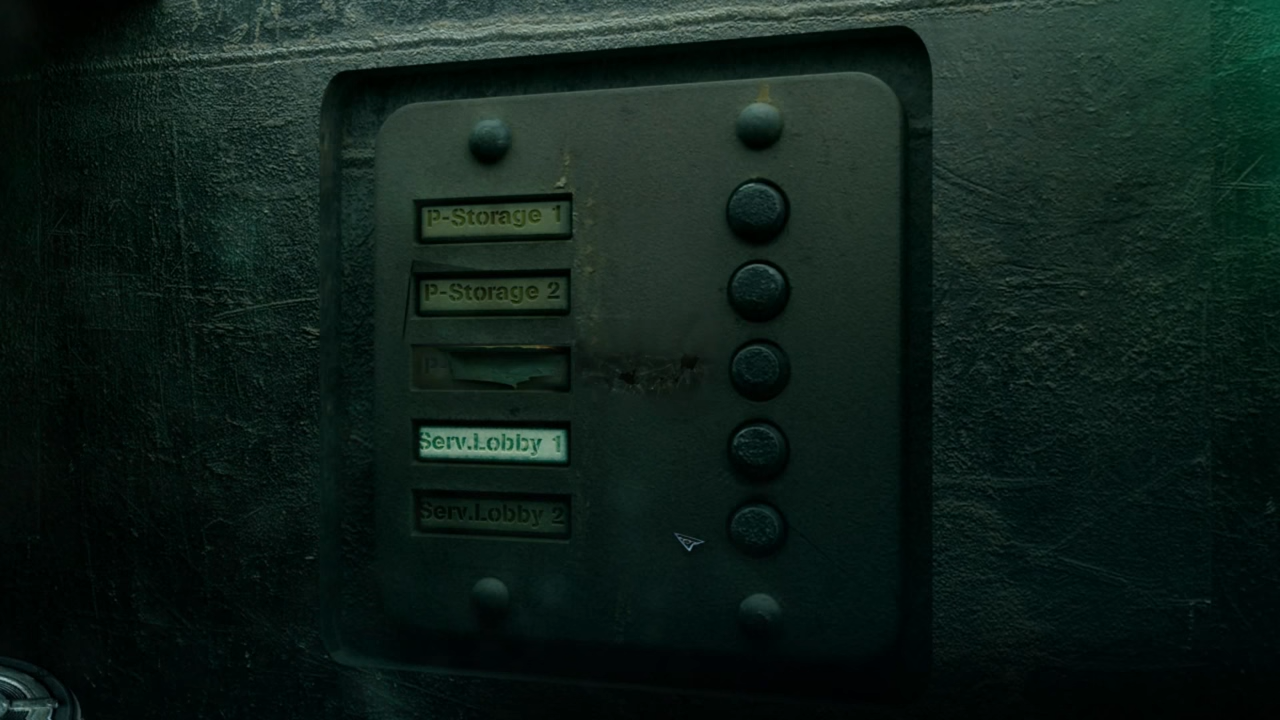 P-Storage 1
P-Storage 2
P-
Serv.Lobby 1
Serv.Lobby 2